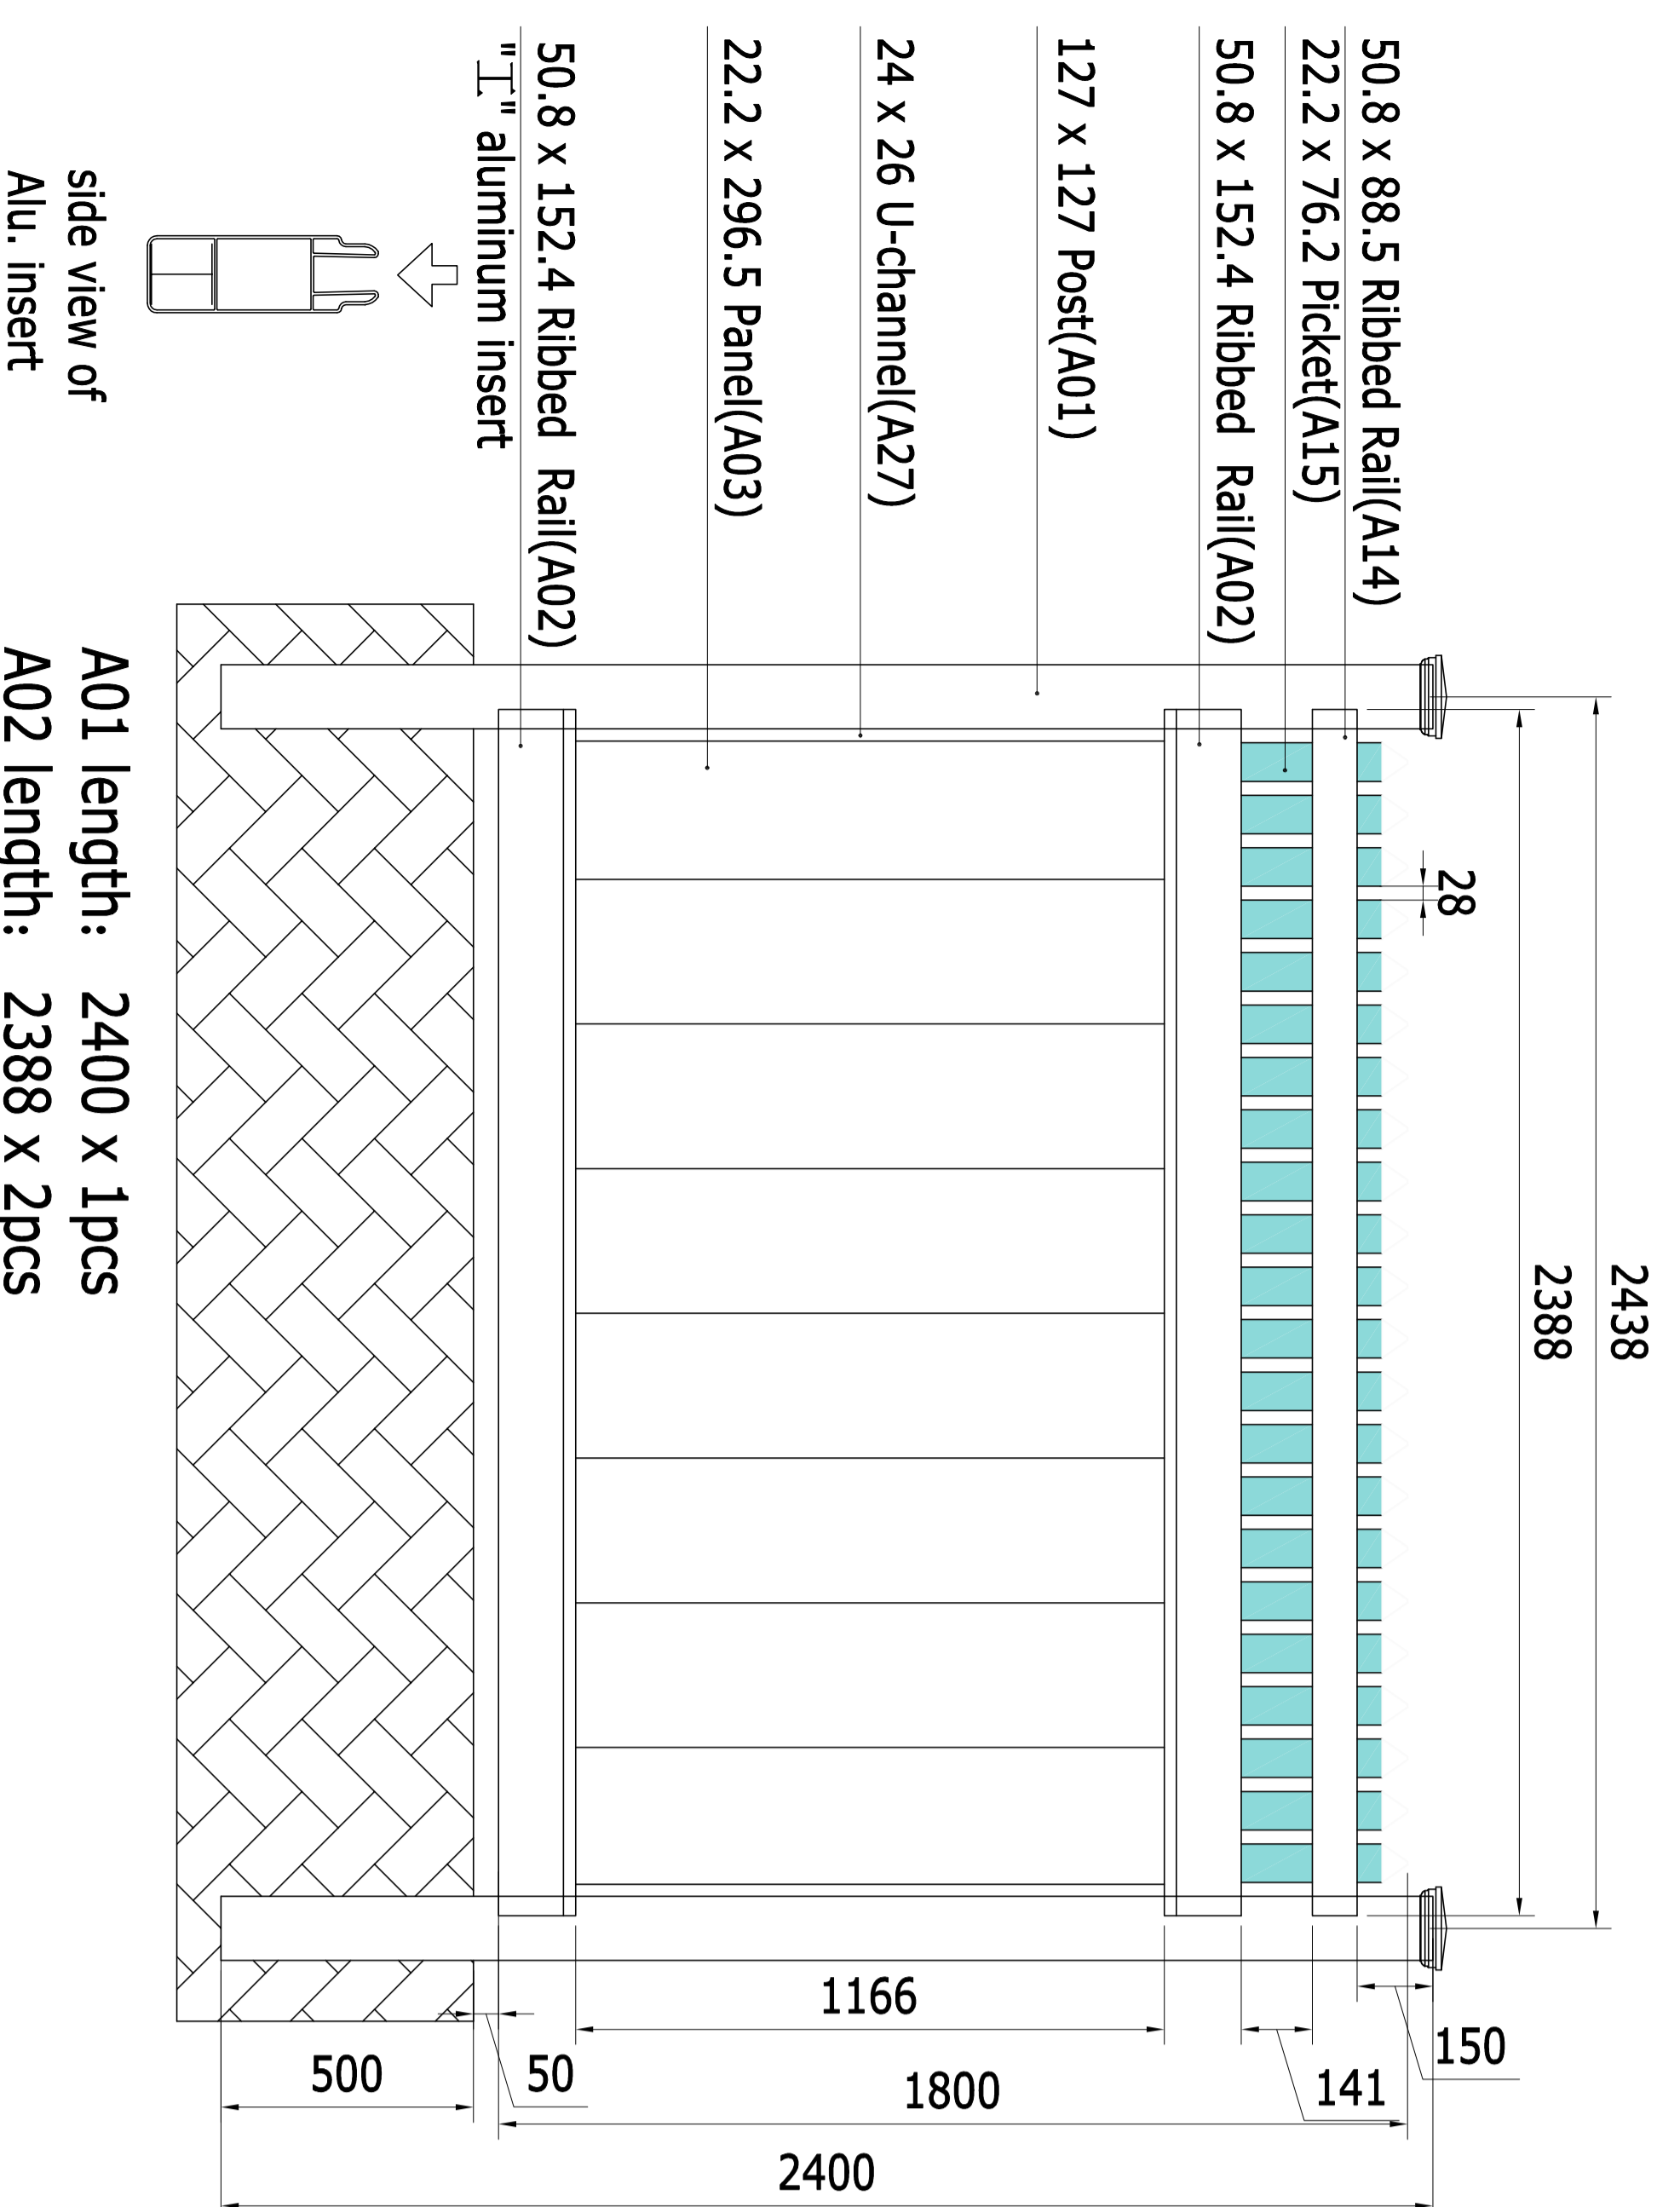 2438
2388
28
50.8 x 88.5 Ribbed Rail(A14)
22.2 x 76.2 Picket(A15)
50.8 x 152.4 Ribbed Rail(A02)
127 x 127 Post(A01)
24 x 26 U-channel(A27)
22.2 x 296.5 Panel(A03)
50.8 x 152.4 Ribbed Rail(A02)
"工" aluminum insert
side view of
Alu. insert
150
141
1166
1800
2400
50
500
A01 length: 2400 x 1pcs
A02 length: 2388 x 2pcs